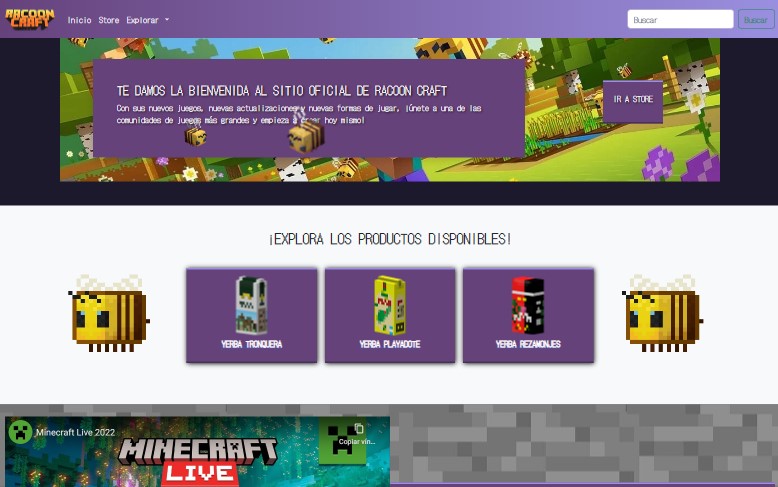 RACOON
CRAFT
Inicio Store Explorar
Buscar
Buscar
TE DAMOS LA BIENVENIDA AL SITIO OFICIAL DE RACOON CRAFT
Con sus nuevos juegos, nuevas actualizaciones y nuevas formas de jugar, ¡únete a una de las
comunidades de juegos más grandes y empieza a hoy mismo!
IR A STORE
¡EXPLORA LOS PRODUCTOS DISPONIBLES!
YERBA TRONQUERA
YERBA PLAYADOTE
YERBA REZAMONJES
Minecraft Live 2022
Copiar vín...
MINECRAFT
LIVE